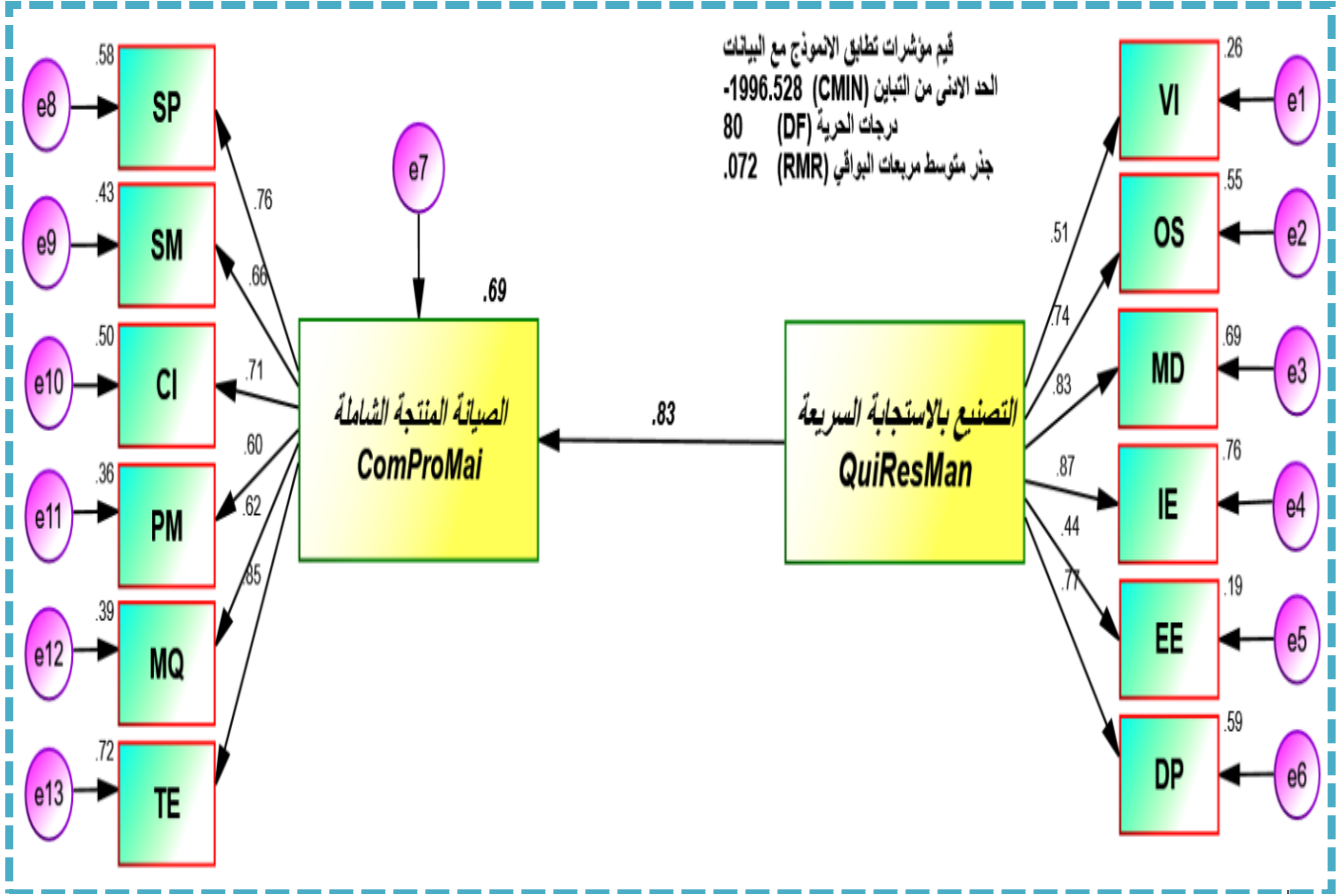 قيم مؤشرات تطابق الانموذج مع البيانات
الحد الادنى من التباين (CMIN) 1996.528-
درجات الحرية (DF) 80
جذر متوسط مربعات البواقي (RMR) .072
e8
.58
SP
.76
e9
.43
SM
.66
e10
.50
CI
.71
e11
.36
PM
.60
e12
.39
MQ
.62
e13
.72
TE
.85
e7
.69
الصيانة المنتجة الشاملة
ComProMai
.83
التصنيع بالاستجابة السريعة
QuiResMan
.51
VI
.26
e1
.74
OS
.55
e2
.83
MD
.69
e3
.87
IE
.76
e4
.44
EE
.19
e5
.77
DP
.59
e6